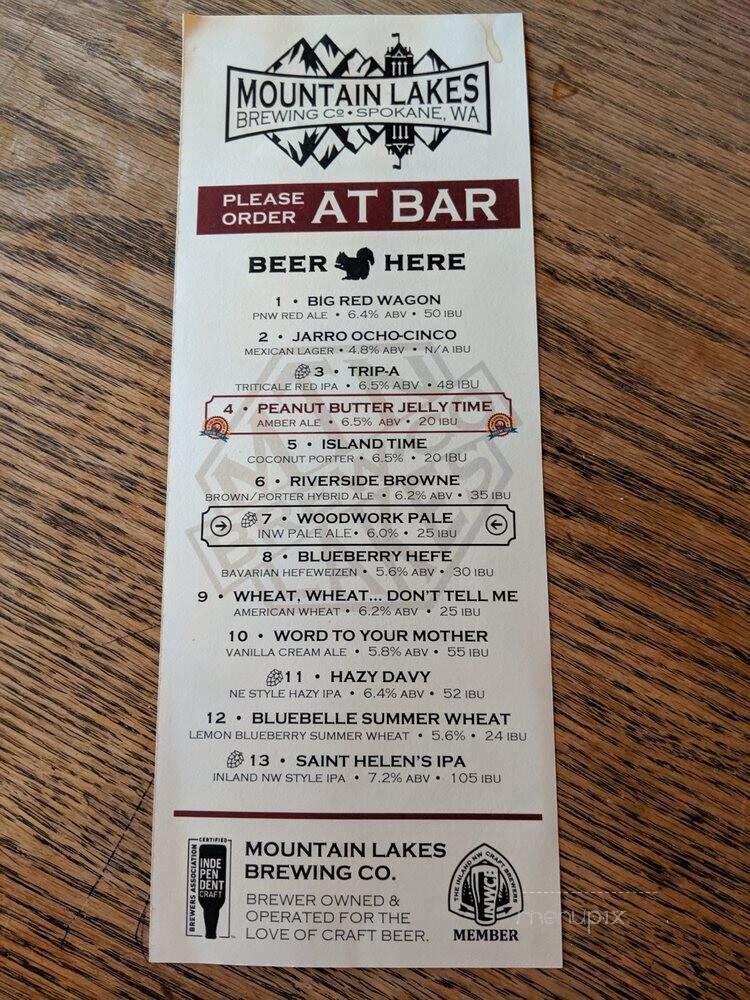 MOUNTAIN LAKES
BREWING Cº • SPOKANE, WA
PLEASE ORDER AT BAR
BEER HERE
1 • BIG RED WAGON
PNW RED ALE • 6.4% ABV • 50 IBU
2 • JARRO OCHO-CINCO
MEXICAN LAGER • 4.8% ABV • N/A IBU
3 • TRIP-A
TRITICALE RED IPA • 6.5% ABV • 48 IBU
4 • PEANUT BUTTER JELLY TIME
AMBER ALE • 6.5% ABV • 20 IBU
5 • ISLAND TIME
COCONUT PORTER • 6.5% • 20 IBU
6 • RIVERSIDE BROWNE
BROWN/PORTER HYBRID ALE • 6.2% ABV • 35 IBU
7 • WOODWORK PALE
INW PALE ALE • 6.0% • 25 IBU
8 • BLUEBERRY HEFE
BAVARIAN HEFEWEIZEN • 5.6% ABV • 30 IBU
9 • WHEAT, WHEAT... DON'T TELL ME
AMERICAN WHEAT • 6.2% ABV • 25 IBU
10 • WORD TO YOUR MOTHER
VANILLA CREAM ALE • 5.8% ABV • 55 IBU
11 • HAZY DAVY
NE STYLE HAZY IPA • 6.4% ABV • 52 IBU
12 • BLUEBELLE SUMMER WHEAT
LEMON BLUEBERRY SUMMER WHEAT • 5.6% • 24 IBU
13 • SAINT HELEN'S IPA
INLAND NW STYLE IPA • 7.2% ABV • 105 IBU
CERTIFIED
BREWERS ASSOCIATION
INDE
PEN
DENT
CRAFT
MOUNTAIN LAKES
BREWING CO.
BREWER OWNED &
OPERATED FOR THE
LOVE OF CRAFT BEER.
THE INLAND NW CRAFT BREWERS
INWCB
MEMBER
menupix